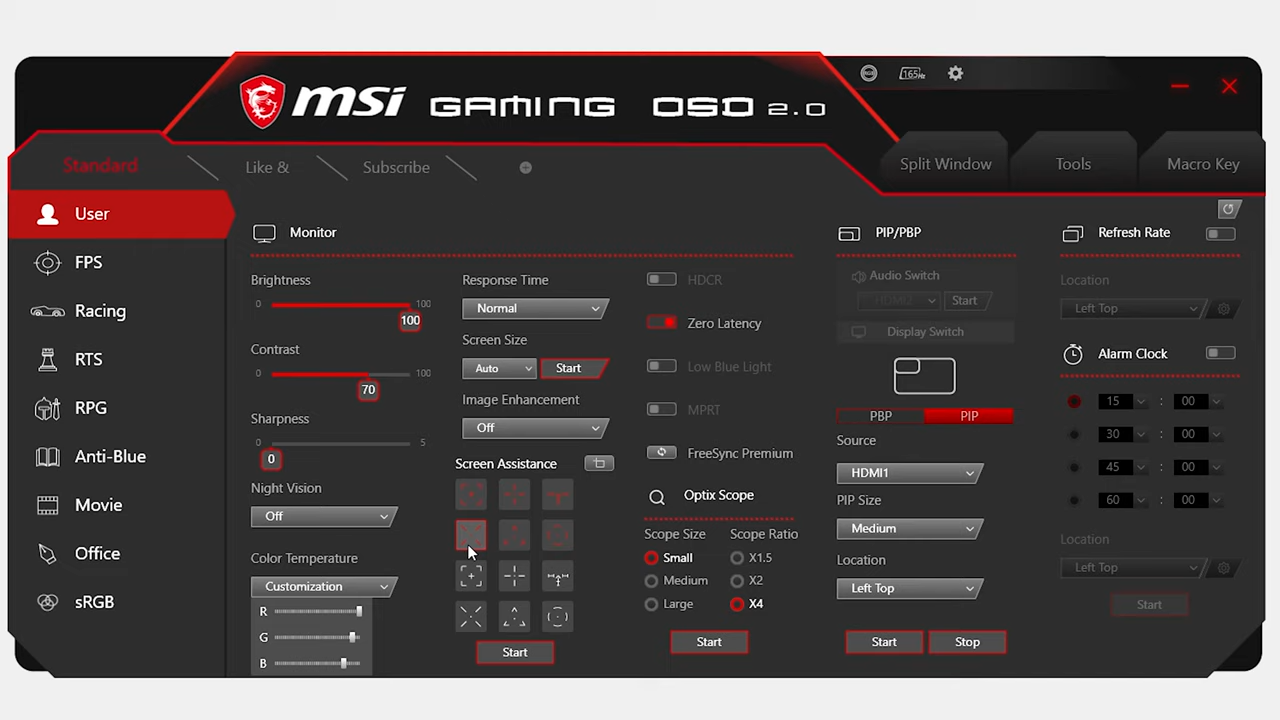 msi GAMING OSD 2.0
165Hz
Standard
Like &
Subscribe
Split Window
Tools
Macro Key
User
FPS
Racing
RTS
RPG
Anti-Blue
Movie
Office
sRGB
Monitor
Brightness
0 100
100
Contrast
0 100
70
Sharpness
0 5
0
Night Vision
Off
Color Temperature
Customization
R
G
B
Response Time
Normal
Screen Size
Auto Start
Image Enhancement
Off
Screen Assistance
Start
HDCR
Zero Latency
Low Blue Light
MPRT
FreeSync Premium
Optix Scope
Scope Size Scope Ratio
Small X1.5
Medium X2
Large X4
Start
PIP/PBP
Audio Switch
HDMI2 Start
Display Switch
PBP PIP
Source
HDMI1
PIP Size
Medium
Location
Left Top
Start Stop
Refresh Rate
Location
Left Top
Alarm Clock
15 : 00
30 : 00
45 : 00
60 : 00
Location
Left Top
Start